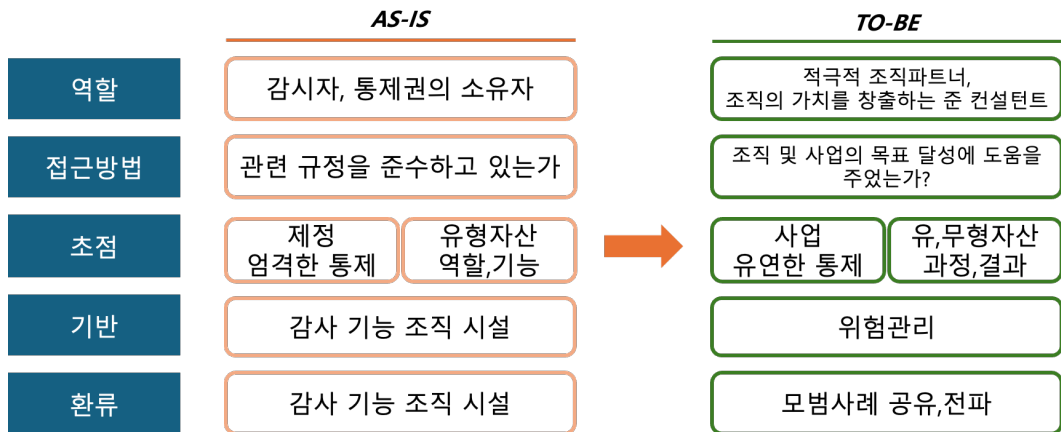 AS-IS
TO-BE
역할
감시자, 통제권의 소유자
적극적 조직파트너,
조직의 가치를 창출하는 준 컨설턴트
접근방법
관련 규정을 준수하고 있는가
조직 및 사업의 목표 달성에 도움을
주었는가?
초점
제정
엄격한 통제
유형자산
역할,기능
사업
유연한 통제
유,무형자산
과정,결과
기반
감사 기능 조직 시설
위험관리
환류
감사 기능 조직 시설
모범사례 공유,전파